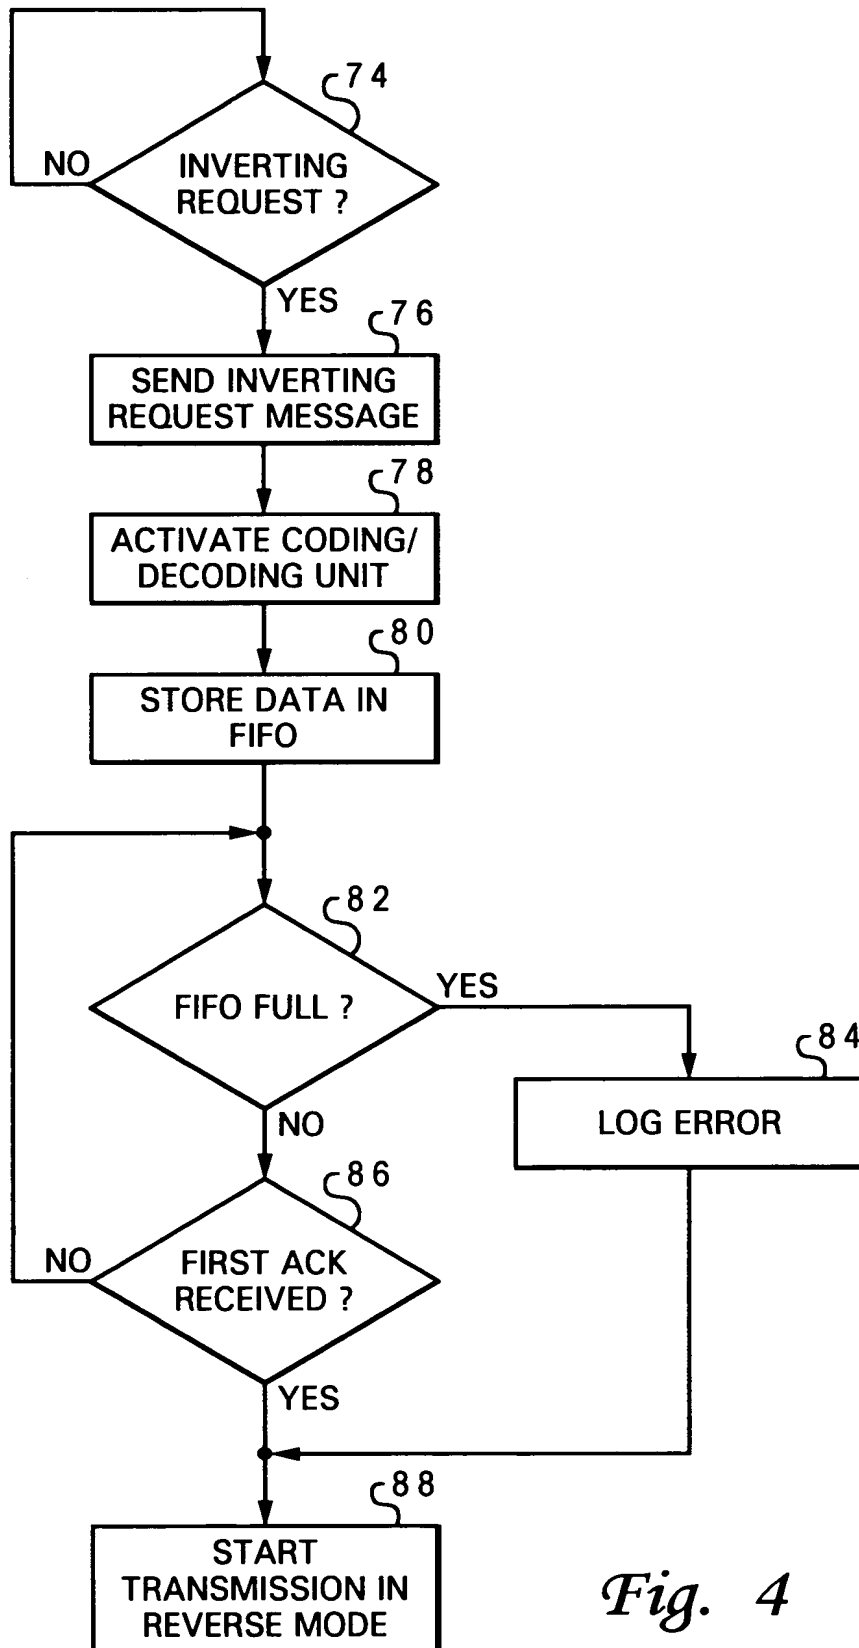 74
NO
INVERTING
REQUEST ?
YES
76
SEND INVERTING
REQUEST MESSAGE
78
ACTIVATE CODING/
DECODING UNIT
80
STORE DATA IN
FIFO
82
FIFO FULL ?
YES
84
LOG ERROR
NO
86
NO
FIRST ACK
RECEIVED ?
YES
88
START
TRANSMISSION IN
REVERSE MODE
Fig. 4